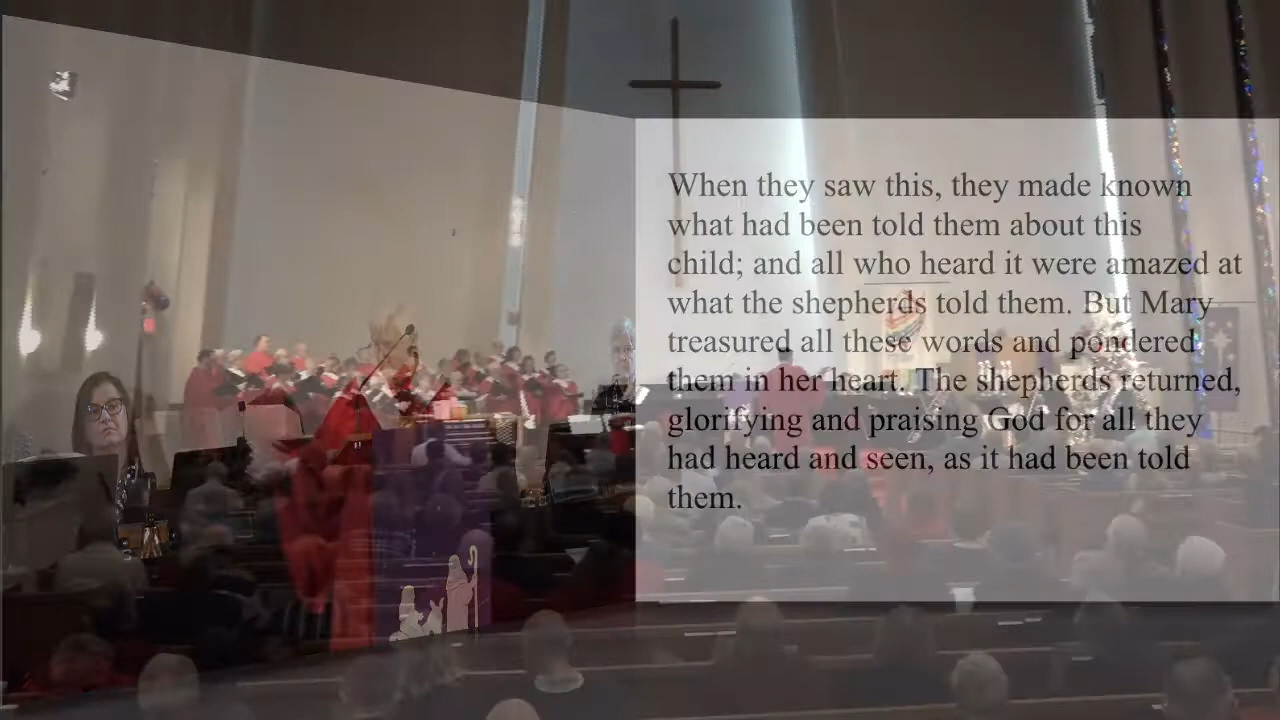 When they saw this, they made known
what had been told them about this
child; and all who heard it were amazed at
what the shepherds told them. But Mary
treasured all these words and pondered
them in her heart. The shepherds returned,
glorifying and praising God for all they
had heard and seen, as it had been told
them.